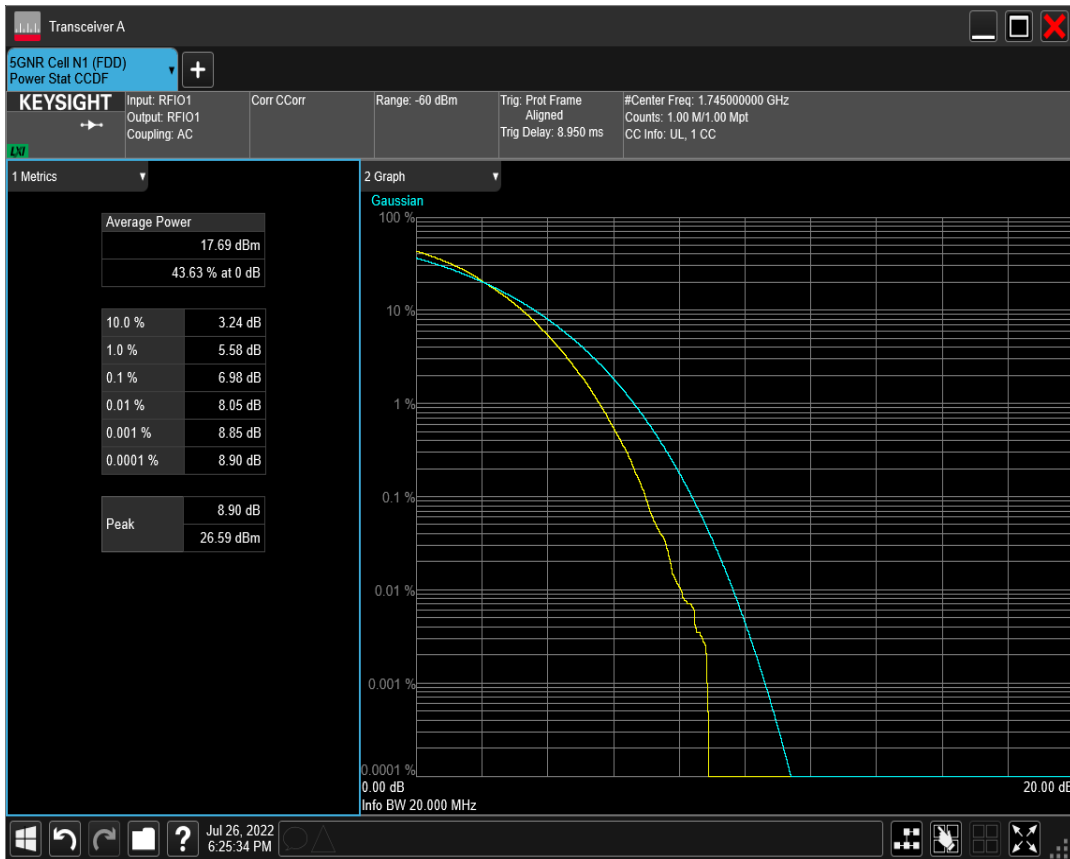 Transceiver A
5GNR Cell N1 (FDD)
Power Stat CCDF
+
KEYSIGHT
LXI
Input: RFIO1
Output: RFIO1
Coupling: AC
Corr CCorr
Range: -60 dBm
Trig: Prot Frame
Aligned
Trig Delay: 8.950 ms
#Center Freq: 1.745000000 GHz
Counts: 1.00 M/1.00 Mpt
CC Info: UL, 1 CC
1 Metrics
Average Power
17.69 dBm
43.63 % at 0 dB
10.0 % 3.24 dB
1.0 % 5.58 dB
0.1 % 6.98 dB
0.01 % 8.05 dB
0.001 % 8.85 dB
0.0001 % 8.90 dB
Peak 8.90 dB
26.59 dBm
2 Graph
Gaussian
100 %
10 %
1 %
0.1 %
0.01 %
0.001 %
0.0001 %
0.00 dB 20.00 dB
Info BW 20.000 MHz
?
Jul 26, 2022
6:25:34 PM